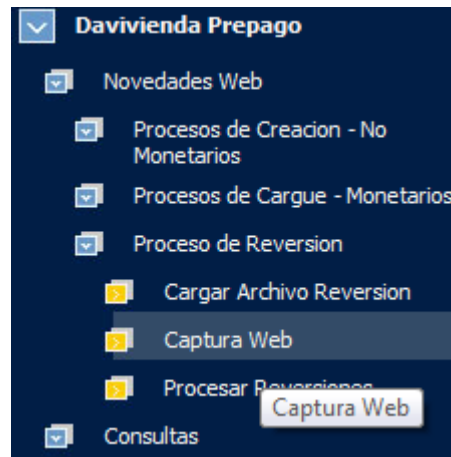 Davivienda Prepago
Novedades Web
Procesos de Creacion - No
Monetarios
Procesos de Cargue - Monetarios
Proceso de Reversion
Cargar Archivo Reversion
Captura Web
Procesar Reversiones
Captura Web
Consultas